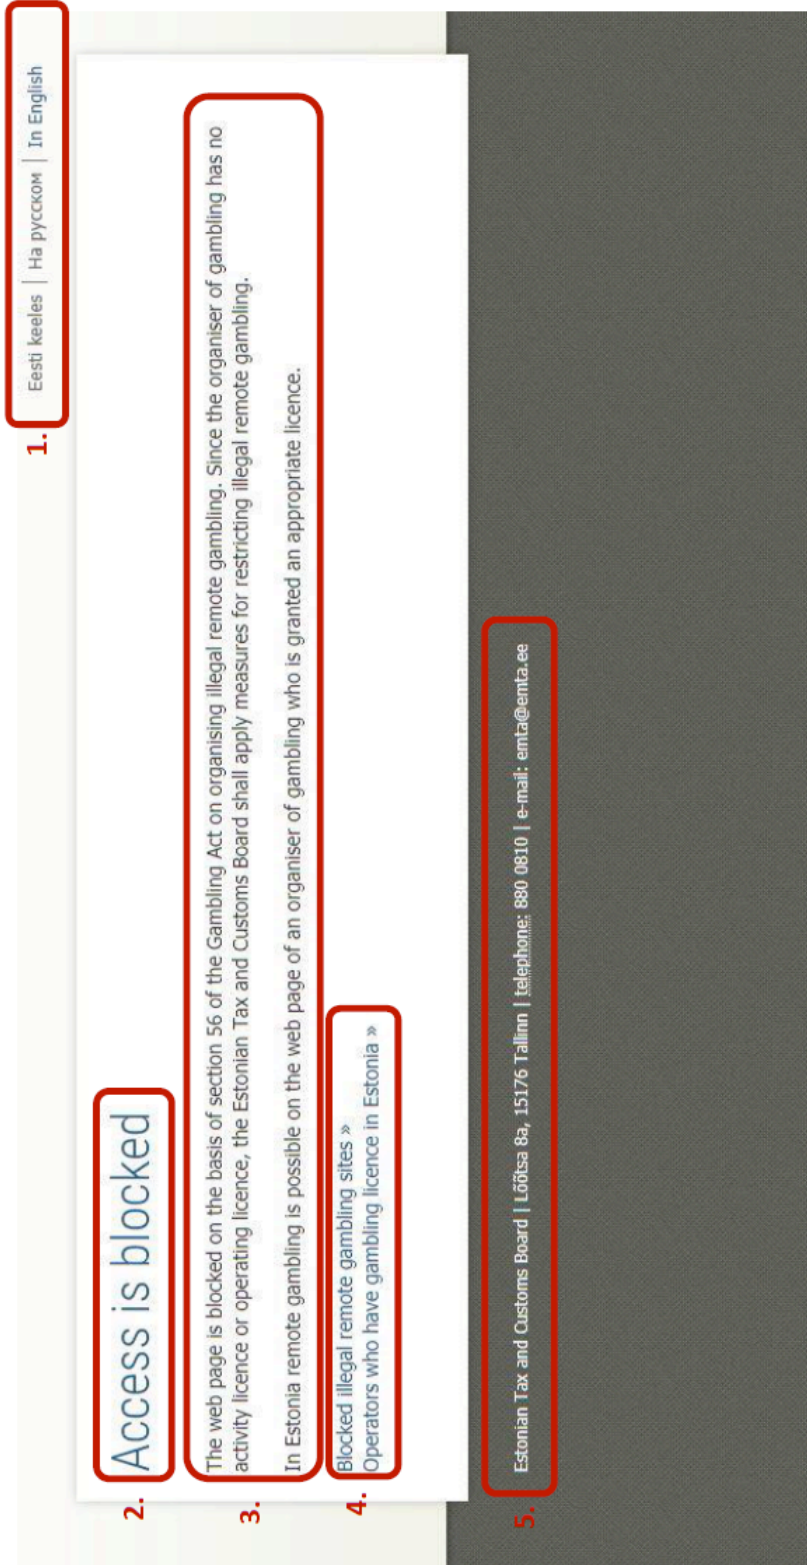 1.
Eesti keeles | На русском | In English
2.
Access is blocked
3.
The web page is blocked on the basis of section 56 of the Gambling Act on organising illegal remote gambling. Since the organiser of gambling has no
activity licence or operating licence, the Estonian Tax and Customs Board shall apply measures for restricting illegal remote gambling.
In Estonia remote gambling is possible on the web page of an organiser of gambling who is granted an appropriate licence.
4.
Blocked illegal remote gambling sites »
Operators who have gambling licence in Estonia »
5.
Estonian Tax and Customs Board | Lõõtsa 8a, 15176 Tallinn | telephone: 880 0810 | e-mail: emta@emta.ee